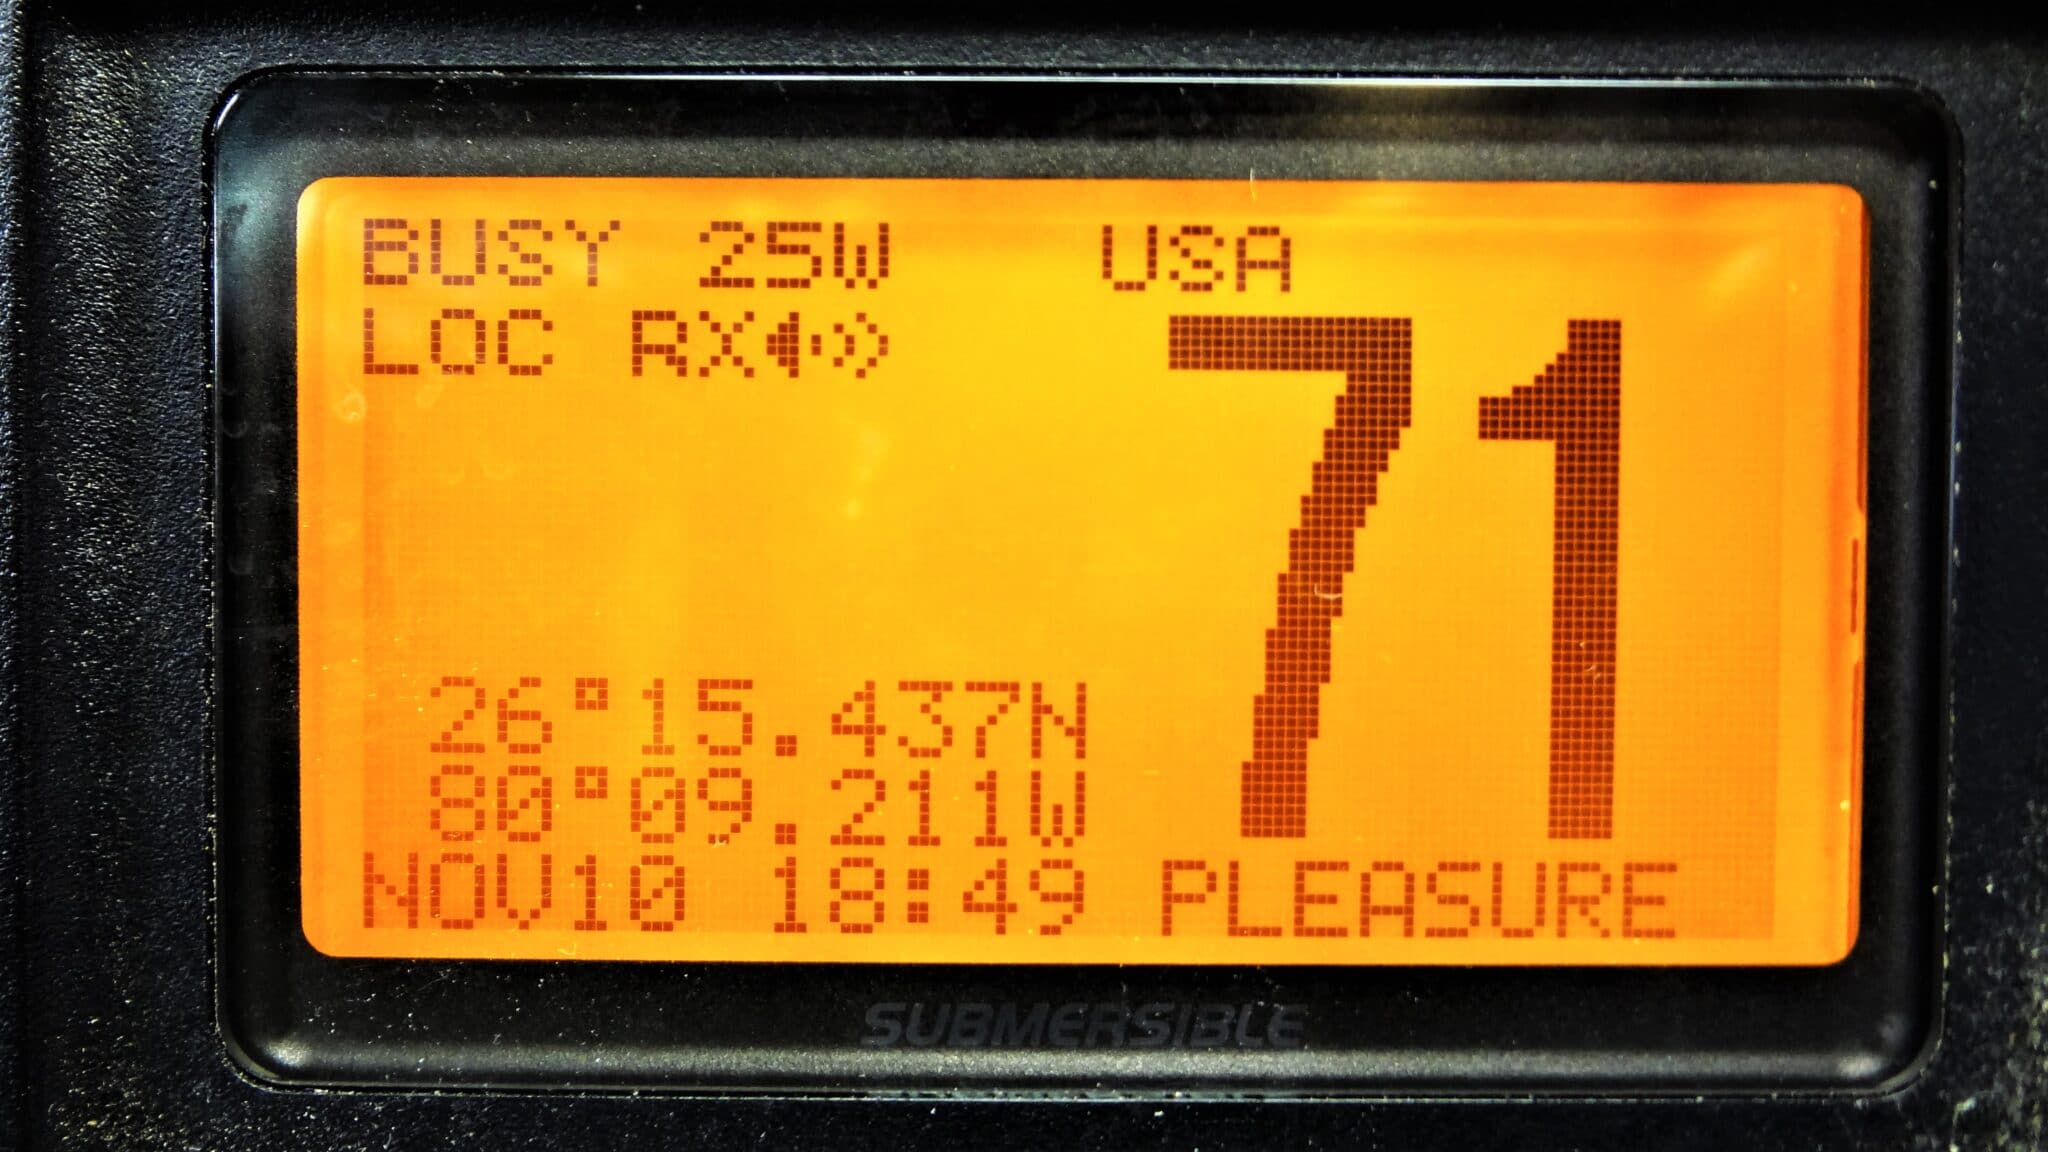 BUSY 25W USA
LOC RX
71
26°15.437N
80°09.211W
NOV10 18:49 PLEASURE
SUBMERSIBLE